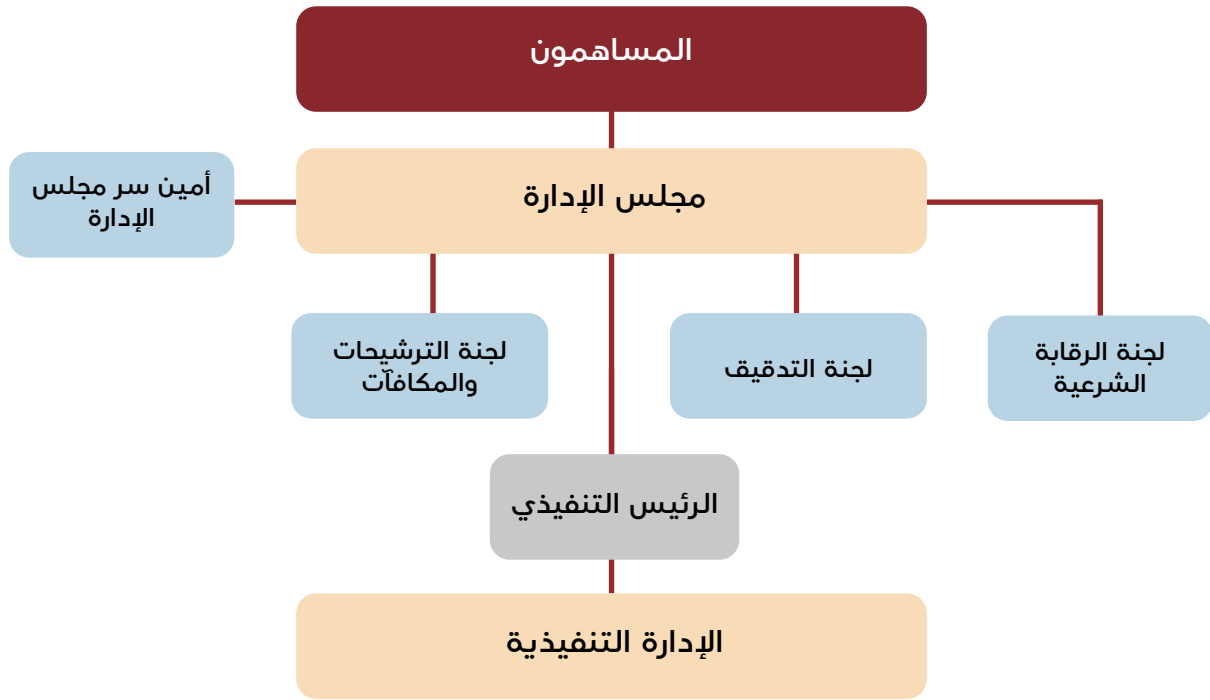 المساهمون
مجلس الإدارة
أمين سر مجلس
الإدارة
لجنة الرقابة
الشرعية
لجنة التدقيق
لجنة الترشيحات
والمكافآت
الرئيس التنفيذي
الإدارة التنفيذية